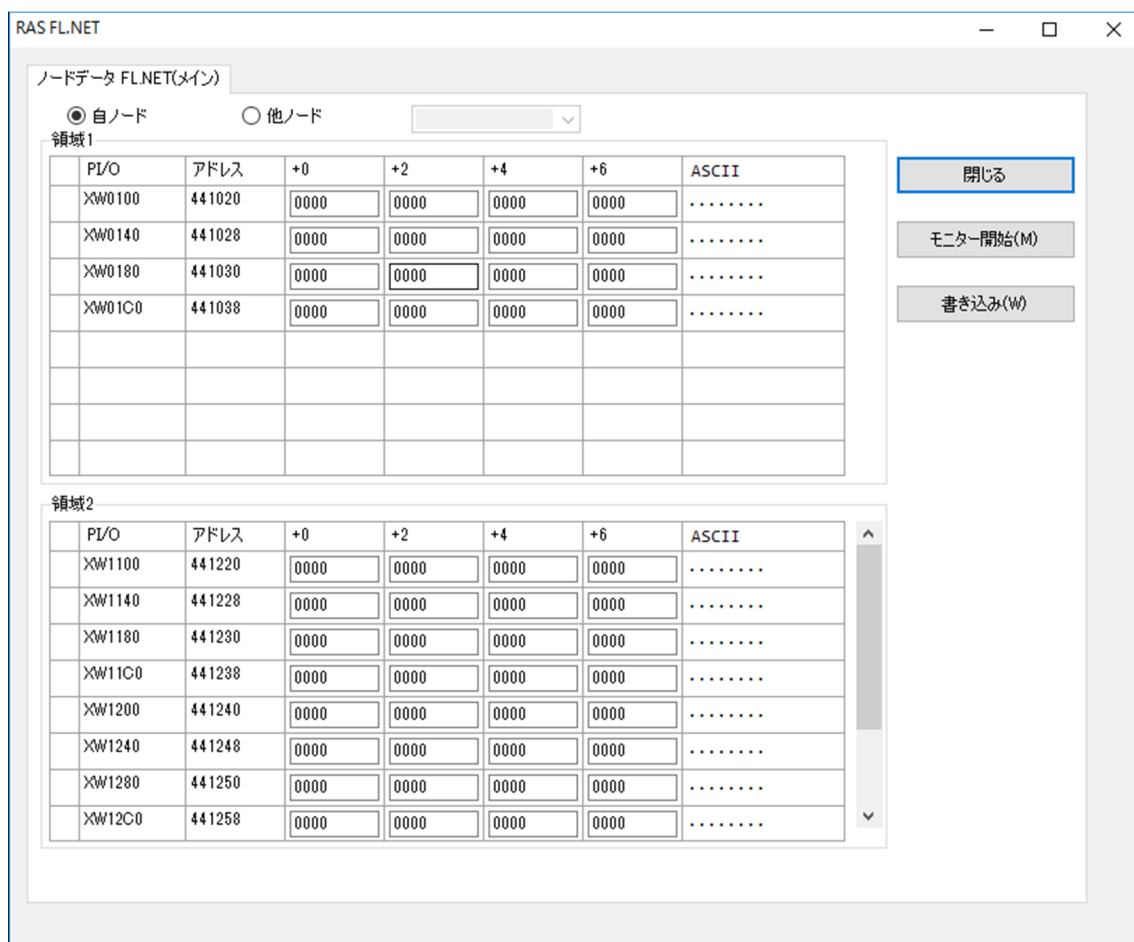 RAS FL.NET
ノードデータ FL.NET(メイン)
自ノード 他ノード
領域1
PI/O アドレス +0 +2 +4 +6 ASCII
XW0100 441020 0000 0000 0000 0000 ........
XW0140 441028 0000 0000 0000 0000 ........
XW0180 441030 0000 0000 0000 0000 ........
XW01C0 441038 0000 0000 0000 0000 ........
閉じる
モニター開始(M)
書き込み(W)
領域2
PI/O アドレス +0 +2 +4 +6 ASCII
XW1100 441220 0000 0000 0000 0000 ........
XW1140 441228 0000 0000 0000 0000 ........
XW1180 441230 0000 0000 0000 0000 ........
XW11C0 441238 0000 0000 0000 0000 ........
XW1200 441240 0000 0000 0000 0000 ........
XW1240 441248 0000 0000 0000 0000 ........
XW1280 441250 0000 0000 0000 0000 ........
XW12C0 441258 0000 0000 0000 0000 ........